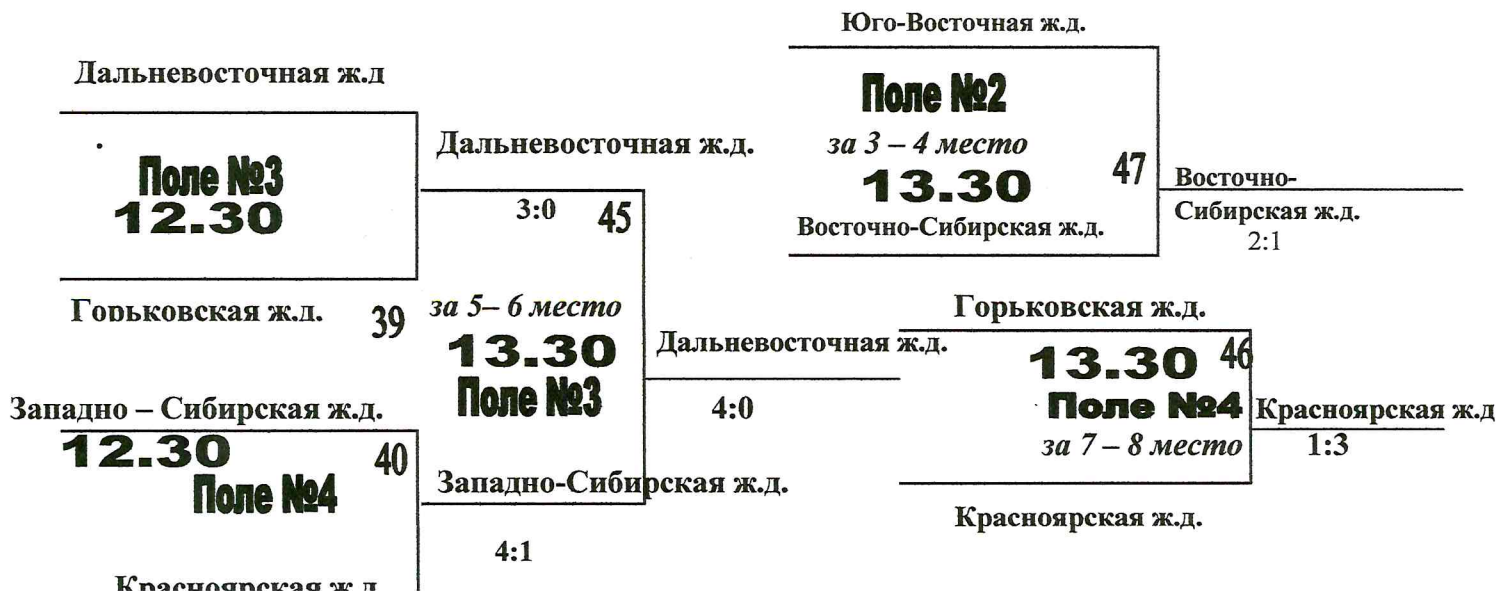 Юго-Восточная ж.д.
Дальневосточная ж.д
Поле №2
за 3 – 4 место
13.30
47
Восточно-Сибирская ж.д.
Восточно-
Сибирская ж.д.
2:1
Поле №3
12.30
Дальневосточная ж.д.
3:0
45
Горьковская ж.д.
39
за 5– 6 место
13.30
Поле №3
Дальневосточная ж.д.
4:0
Горьковская ж.д.
13.30
46
Поле №4
за 7 – 8 место
Красноярская ж.д
1:3
Красноярская ж.д.
Западно – Сибирская ж.д.
12.30
40
Поле №4
Западно-Сибирская ж.д.
4:1
Красноярская ж.д